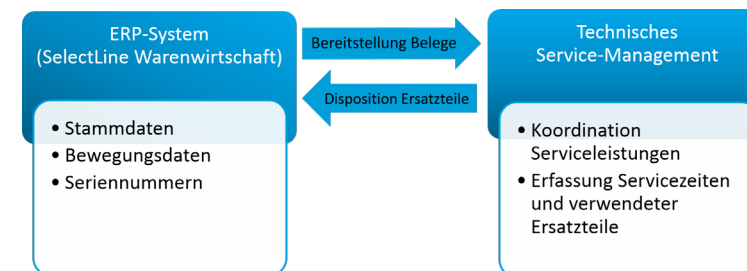 ERP-System
(SelectLine Warenwirtschaft)
• Stammdaten
• Bewegungsdaten
• Seriennummern
Bereitstellung Belege
Disposition Ersatzteile
Technisches
Service-Management
• Koordination
Serviceleistungen
• Erfassung Servicezeiten
und verwendeter
Ersatzteile